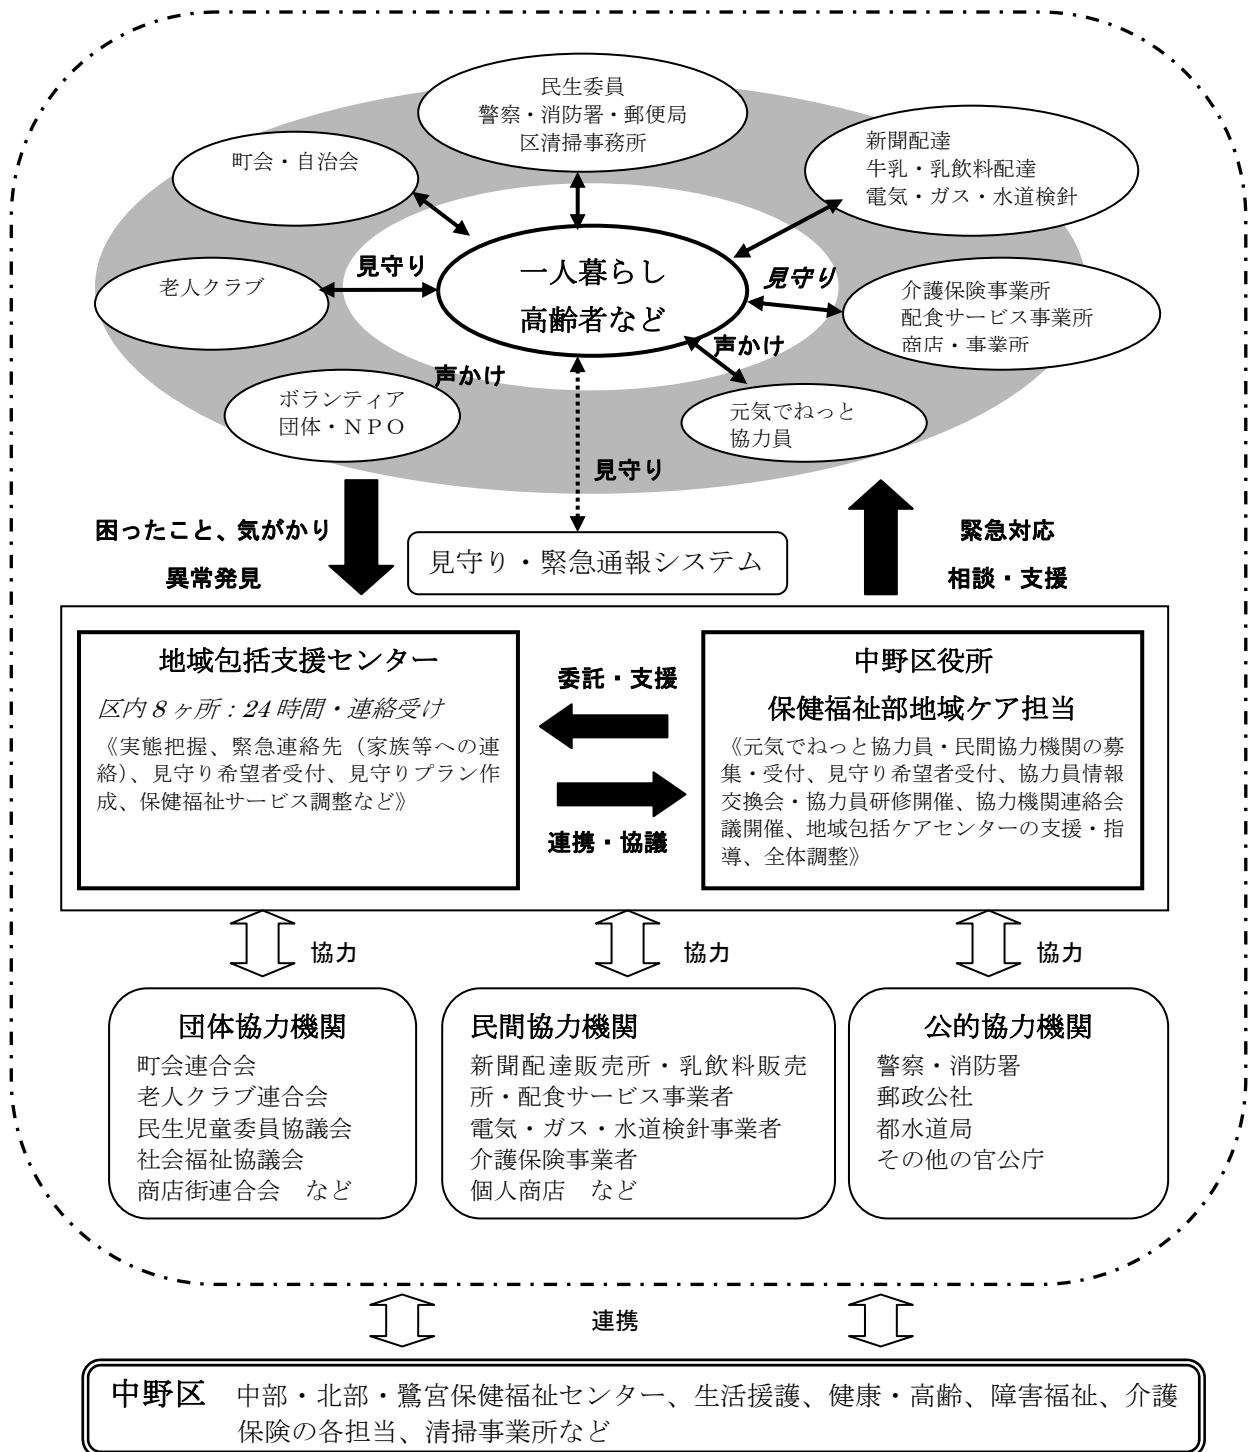 民生委員
警察・消防署・郵便局
区清掃事務所
町会・自治会
新聞配達
牛乳・乳飲料配達
電気・ガス・水道検針
老人クラブ
見守り
一人暮らし
高齢者など
見守り
介護保険事業所
配食サービス事業所
商店・事業所
声かけ
声かけ
ボランティア
団体・NPO
元気でねっと
協力員
見守り
困ったこと、気がかり
異常発見
見守り・緊急通報システム
緊急対応
相談・支援
地域包括支援センター
区内8ヶ所：24時間・連絡受け
《実態把握、緊急連絡先（家族等への連
絡）、見守り希望者受付、見守りプラン作
成、保健福祉サービス調整など》
委託・支援
連携・協議
中野区役所
保健福祉部地域ケア担当
《元気でねっと協力員・民間協力機関の募
集・受付、見守り希望者受付、協力員情報
交換会・協力員研修開催、協力機関連絡会
議開催、地域包括ケアセンターの支援・指
導、全体調整》
協力
協力
協力
団体協力機関
町会連合会
老人クラブ連合会
民生児童委員協議会
社会福祉協議会
商店街連合会　など
民間協力機関
新聞配達販売所・乳飲料販売
所・配食サービス事業者
電気・ガス・水道検針事業者
介護保険事業者
個人商店　など
公的協力機関
警察・消防署
郵政公社
都水道局
その他の官公庁
連携
中野区　中部・北部・鷺宮保健福祉センター、生活援護、健康・高齢、障害福祉、介護
保険の各担当、清掃事業所など